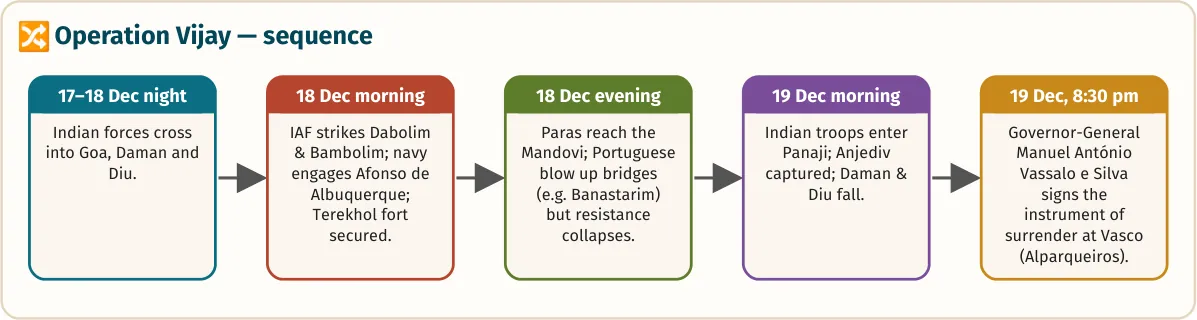 🔀 Operation Vijay — sequence
17–18 Dec night
Indian forces cross
into Goa, Daman and
Diu.
18 Dec morning
IAF strikes Dabolim
& Bambolim; navy
engages Afonso de
Albuquerque;
Terekhol fort
secured.
18 Dec evening
Paras reach the
Mandovi; Portuguese
blow up bridges
(e.g. Banastarim)
but resistance
collapses.
19 Dec morning
Indian troops enter
Panaji; Anjediv
captured; Daman &
Diu fall.
19 Dec, 8:30 pm
Governor-General
Manuel António
Vassalo e Silva
signs the
instrument of
surrender at Vasco
(Alparqueiros).